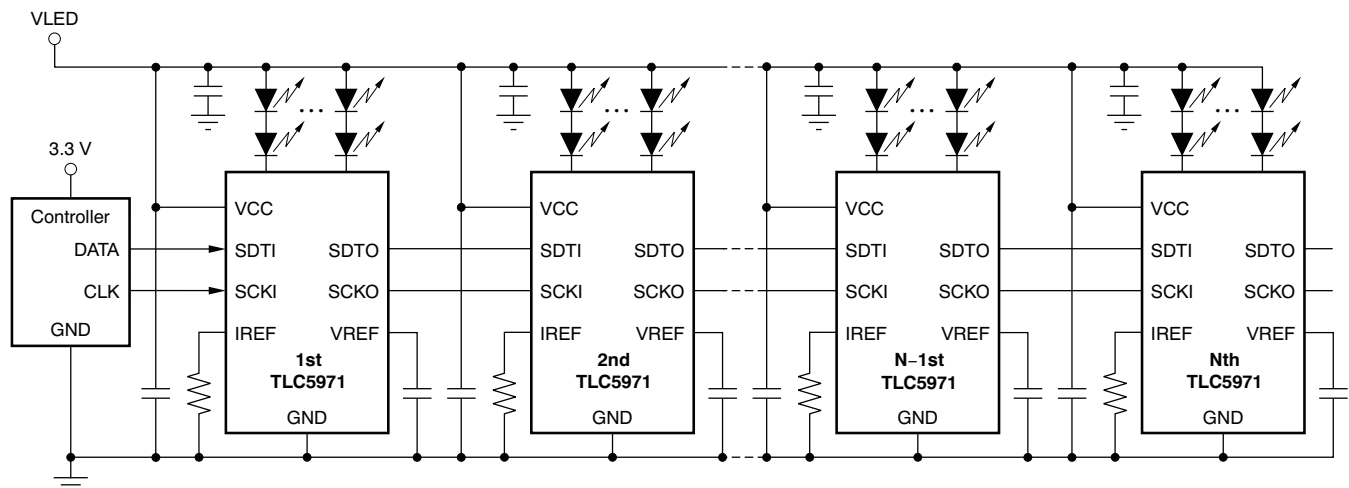 VLED
3.3 V
Controller
DATA
CLK
GND
VCC
SDTI SDTO
SCKI SCKO
IREF VREF
1st
TLC5971
GND
VCC
SDTI SDTO
SCKI SCKO
IREF VREF
2nd
TLC5971
GND
VCC
SDTI SDTO
SCKI SCKO
IREF VREF
N–1st
TLC5971
GND
VCC
SDTI SDTO
SCKI SCKO
IREF VREF
Nth
TLC5971
GND